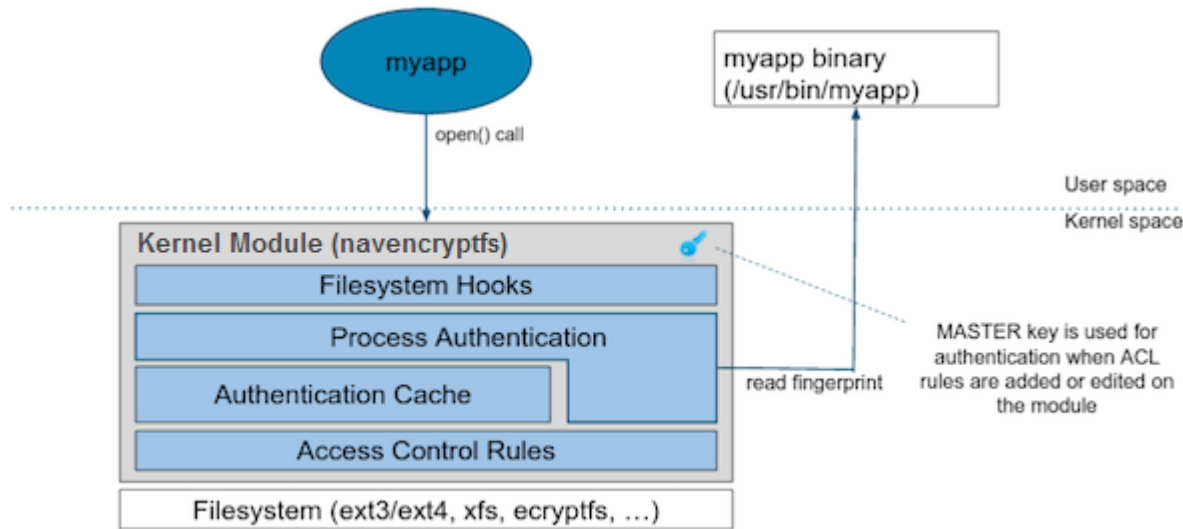 myapp
myapp binary
(/usr/bin/myapp)
open() call
User space
Kernel space
Kernel Module (navencryptfs)
Filesystem Hooks
Process Authentication
Authentication Cache
Access Control Rules
read fingerprint
MASTER key is used for
authentication when ACL
rules are added or edited on
the module
Filesystem (ext3/ext4, xfs, ecryptfs, …)